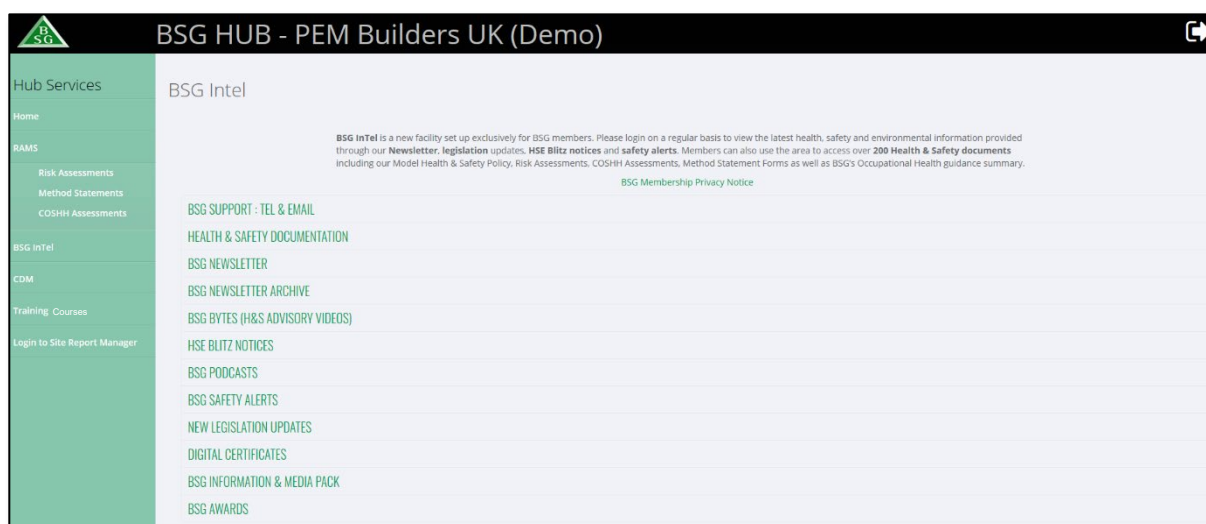 BSG
BSG HUB - PEM Builders UK (Demo)
Hub Services
Home
RAMS
Risk Assessments
Method Statements
COSHH Assessments
BSG InTel
CDM
Training Courses
Login to Site Report Manager
BSG Intel
BSG InTel is a new facility set up exclusively for BSG members. Please login on a regular basis to view the latest health, safety and environmental information provided
through our Newsletter, legislation updates, HSE Blitz notices and safety alerts. Members can also use the area to access over 200 Health & Safety documents
including our Model Health & Safety Policy, Risk Assessments, COSHH Assessments, Method Statement Forms as well as BSG's Occupational Health guidance summary.
BSG Membership Privacy Notice
BSG SUPPORT : TEL & EMAIL
HEALTH & SAFETY DOCUMENTATION
BSG NEWSLETTER
BSG NEWSLETTER ARCHIVE
BSG BYTES (H&S ADVISORY VIDEOS)
HSE BLITZ NOTICES
BSG PODCASTS
BSG SAFETY ALERTS
NEW LEGISLATION UPDATES
DIGITAL CERTIFICATES
BSG INFORMATION & MEDIA PACK
BSG AWARDS